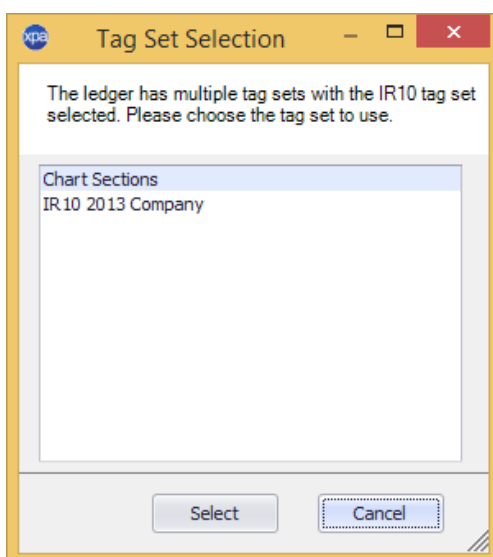 xpa
Tag Set Selection
The ledger has multiple tag sets with the IR10 tag set
selected. Please choose the tag set to use.
Chart Sections
IR10 2013 Company
Select
Cancel